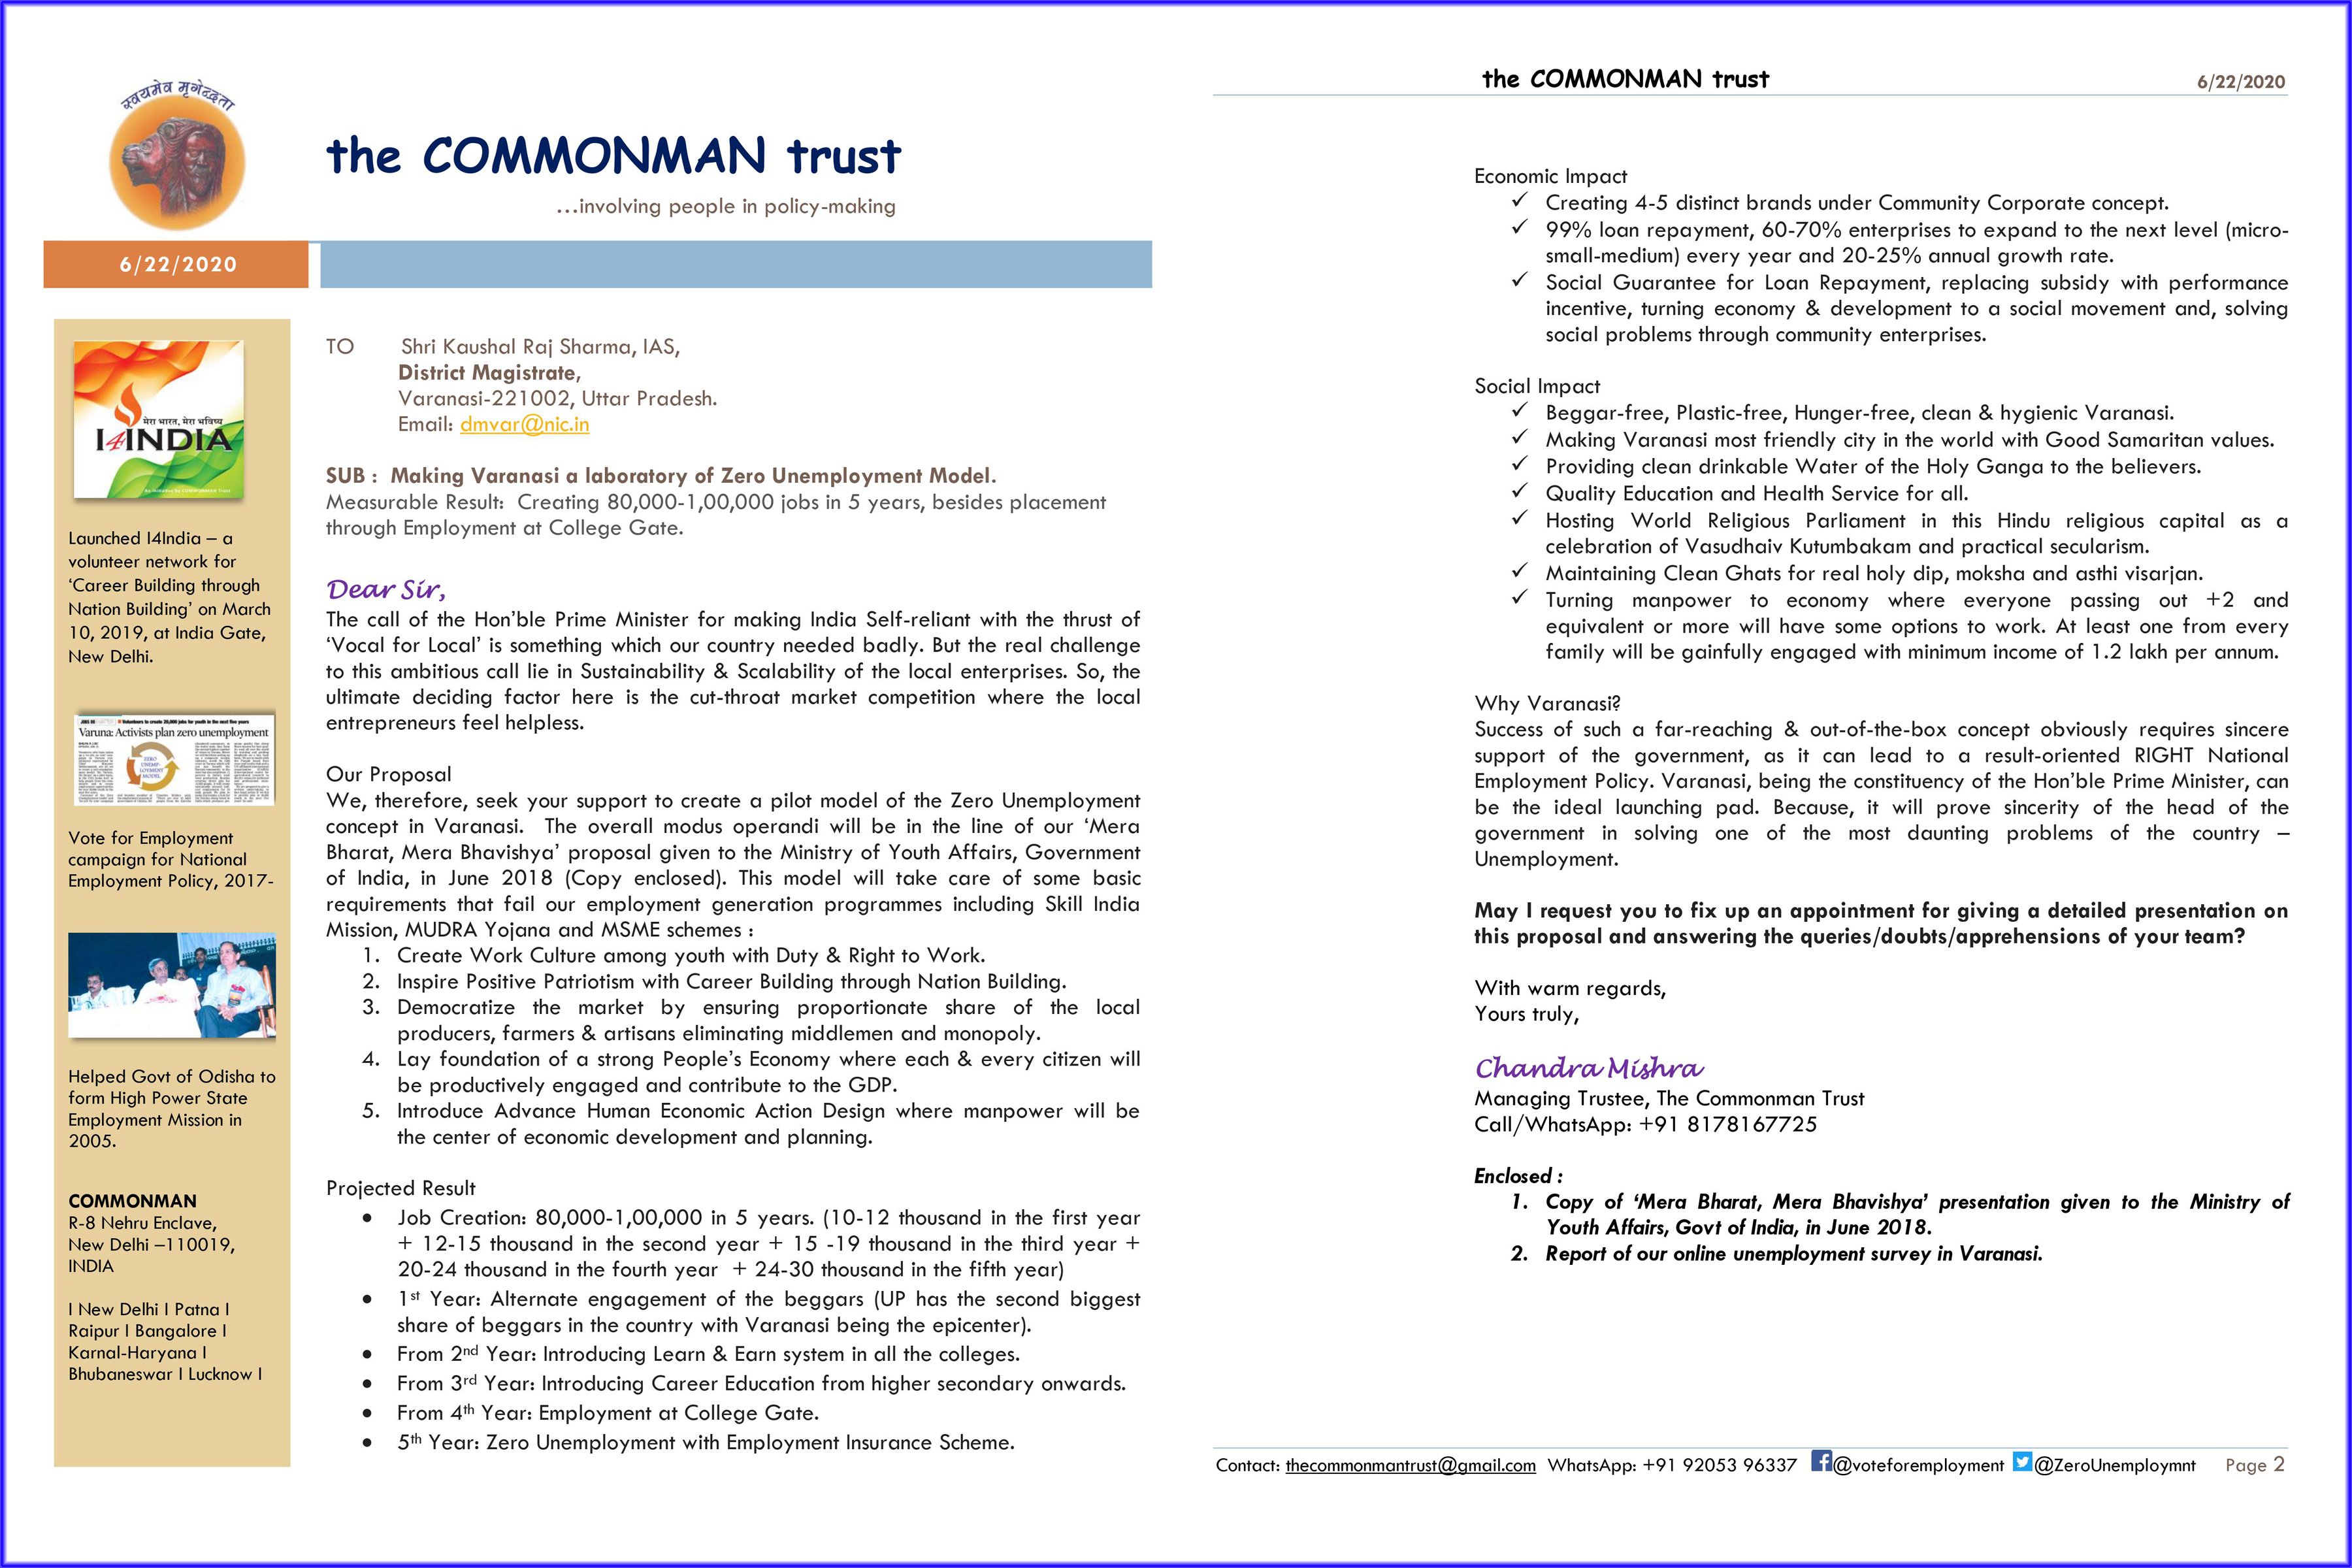 स्वयमेव मृगेन्द्रता
the COMMONMAN trust
...involving people in policy-making
6/22/2020
मेरा भारत, मेरा भविष्य
I4INDIA
An Initiative by COMMONMAN Trust
Launched I4India – a
volunteer network for
‘Career Building through
Nation Building’ on March
10, 2019, at India Gate,
New Delhi.
JOBS
Volunteers to create 20,000 jobs for youth in the next five years
Varuna: Activists plan zero unemployment
ZERO
UNEMP-
LOYMENT
MODEL
Vote for Employment
campaign for National
Employment Policy, 2017-
Helped Govt of Odisha to
form High Power State
Employment Mission in
2005.
COMMONMAN
R-8 Nehru Enclave,
New Delhi –110019,
INDIA
I New Delhi I Patna I
Raipur I Bangalore I
Karnal-Haryana I
Bhubaneswar I Lucknow I
TO Shri Kaushal Raj Sharma, IAS,
District Magistrate,
Varanasi-221002, Uttar Pradesh.
Email: dmvar@nic.in
SUB : Making Varanasi a laboratory of Zero Unemployment Model.
Measurable Result: Creating 80,000-1,00,000 jobs in 5 years, besides placement
through Employment at College Gate.
Dear Sir,
The call of the Hon’ble Prime Minister for making India Self-reliant with the thrust of
‘Vocal for Local’ is something which our country needed badly. But the real challenge
to this ambitious call lie in Sustainability & Scalability of the local enterprises. So, the
ultimate deciding factor here is the cut-throat market competition where the local
entrepreneurs feel helpless.
Our Proposal
We, therefore, seek your support to create a pilot model of the Zero Unemployment
concept in Varanasi. The overall modus operandi will be in the line of our ‘Mera
Bharat, Mera Bhavishya’ proposal given to the Ministry of Youth Affairs, Government
of India, in June 2018 (Copy enclosed). This model will take care of some basic
requirements that fail our employment generation programmes including Skill India
Mission, MUDRA Yojana and MSME schemes :
1. Create Work Culture among youth with Duty & Right to Work.
2. Inspire Positive Patriotism with Career Building through Nation Building.
3. Democratize the market by ensuring proportionate share of the local
producers, farmers & artisans eliminating middlemen and monopoly.
4. Lay foundation of a strong People’s Economy where each & every citizen will
be productively engaged and contribute to the GDP.
5. Introduce Advance Human Economic Action Design where manpower will be
the center of economic development and planning.
Projected Result
• Job Creation: 80,000-1,00,000 in 5 years. (10-12 thousand in the first year
+ 12-15 thousand in the second year + 15 -19 thousand in the third year +
20-24 thousand in the fourth year + 24-30 thousand in the fifth year)
• 1st Year: Alternate engagement of the beggars (UP has the second biggest
share of beggars in the country with Varanasi being the epicenter).
• From 2nd Year: Introducing Learn & Earn system in all the colleges.
• From 3rd Year: Introducing Career Education from higher secondary onwards.
• From 4th Year: Employment at College Gate.
• 5th Year: Zero Unemployment with Employment Insurance Scheme.
the COMMONMAN trust 6/22/2020
Economic Impact
✓ Creating 4-5 distinct brands under Community Corporate concept.
✓ 99% loan repayment, 60-70% enterprises to expand to the next level (micro-
small-medium) every year and 20-25% annual growth rate.
✓ Social Guarantee for Loan Repayment, replacing subsidy with performance
incentive, turning economy & development to a social movement and, solving
social problems through community enterprises.
Social Impact
✓ Beggar-free, Plastic-free, Hunger-free, clean & hygienic Varanasi.
✓ Making Varanasi most friendly city in the world with Good Samaritan values.
✓ Providing clean drinkable Water of the Holy Ganga to the believers.
✓ Quality Education and Health Service for all.
✓ Hosting World Religious Parliament in this Hindu religious capital as a
celebration of Vasudhaiv Kutumbakam and practical secularism.
✓ Maintaining Clean Ghats for real holy dip, moksha and asthi visarjan.
✓ Turning manpower to economy where everyone passing out +2 and
equivalent or more will have some options to work. At least one from every
family will be gainfully engaged with minimum income of 1.2 lakh per annum.
Why Varanasi?
Success of such a far-reaching & out-of-the-box concept obviously requires sincere
support of the government, as it can lead to a result-oriented RIGHT National
Employment Policy. Varanasi, being the constituency of the Hon’ble Prime Minister, can
be the ideal launching pad. Because, it will prove sincerity of the head of the
government in solving one of the most daunting problems of the country –
Unemployment.
May I request you to fix up an appointment for giving a detailed presentation on
this proposal and answering the queries/doubts/apprehensions of your team?
With warm regards,
Yours truly,
Chandra Mishra
Managing Trustee, The Commonman Trust
Call/WhatsApp: +91 8178167725
Enclosed :
1. Copy of ‘Mera Bharat, Mera Bhavishya’ presentation given to the Ministry of
Youth Affairs, Govt of India, in June 2018.
2. Report of our online unemployment survey in Varanasi.
Contact: thecommonmantrust@gmail.com WhatsApp: +91 92053 96337 @voteforemployment @ZeroUnemploymnt Page 2